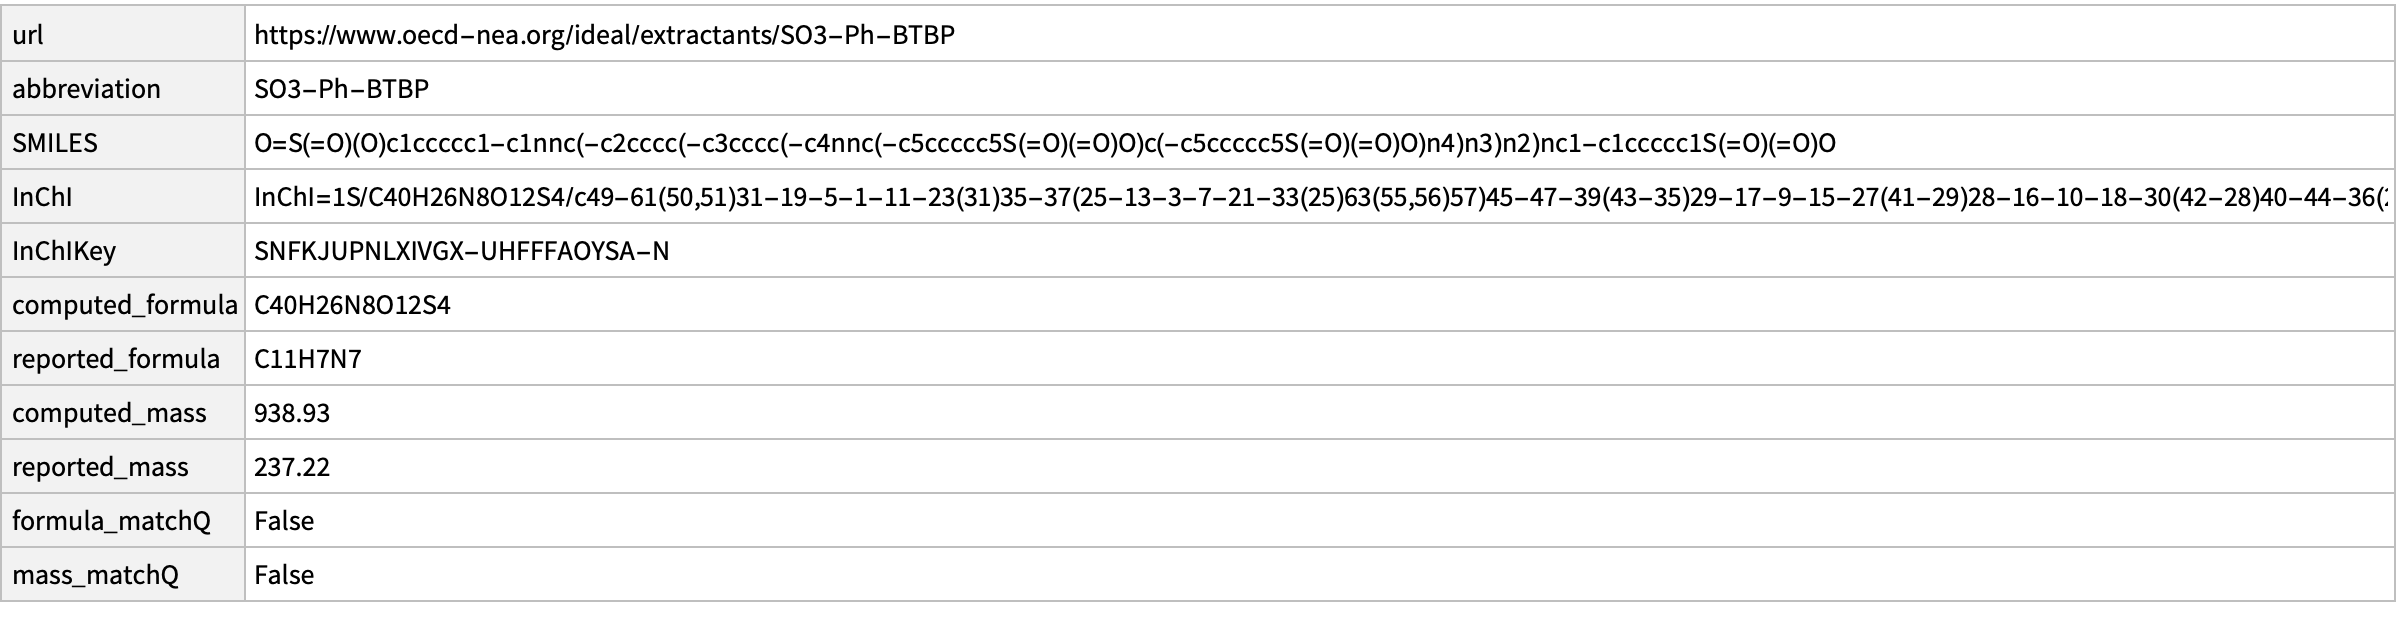 url https://www.oecd-nea.org/ideal/extractants/SO3-Ph-BTBP
abbreviation SO3-Ph-BTBP
SMILES O=S(=O)(O)c1ccccc1-c1nnc(-c2cccc(-c3cccc(-c4nnc(-c5ccccc5S(=O)(=O)O)c(-c5ccccc5S(=O)(=O)O)n4)n3)n2)nc1-c1ccccc1S(=O)(=O)O
InChI InChI=1S/C40H26N8O12S4/c49-61(50,51)31-19-5-1-11-23(31)35-37(25-13-3-7-21-33(25)63(55,56)57)45-47-39(43-35)29-17-9-15-27(41-29)28-16-10-18-30(42-28)40-44-36(
InChIKey SNFKJUPNLXIVGX-UHFFFAOYSA-N
computed_formula C40H26N8O12S4
reported_formula C11H7N7
computed_mass 938.93
reported_mass 237.22
formula_matchQ False
mass_matchQ False